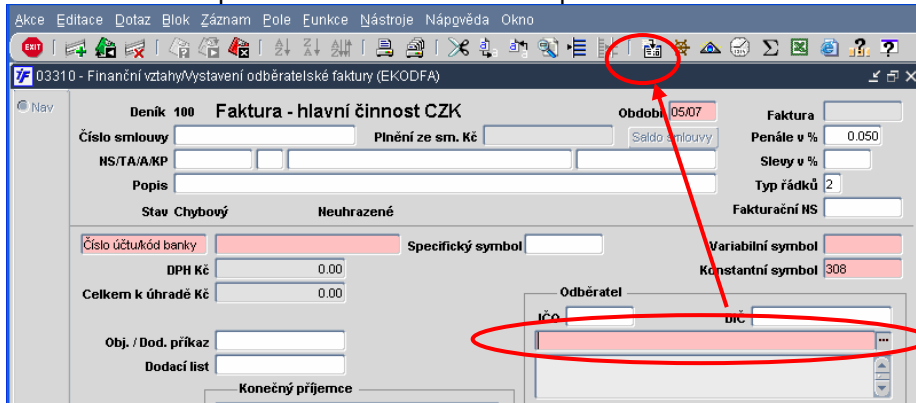 Akce Editace Dotaz Blok Záznam Pole Funkce Nástroje Nápověda Okno
EXIT
03310 - Finanční vztahy/Vystavení odběratelské faktury (EKODFA)
Nav
Deník 100 Faktura - hlavní činnost CZK Období 05/07 Faktura
Číslo smlouvy Plnění ze sm. Kč Saldo smlouvy Penále v % 0.050
NS/TA/A/KP Slevy v %
Popis Typ řádků 2
Stav Chybový Neuhrazené Fakturační NS
Číslo účtu/kód banky Specifický symbol Variabilní symbol
DPH Kč 0.00 Konstantní symbol 308
Celkem k úhradě Kč 0.00 Odběratel
IČO DIČ
Obj. / Dod. příkaz
Dodací list
Konečný příjemce